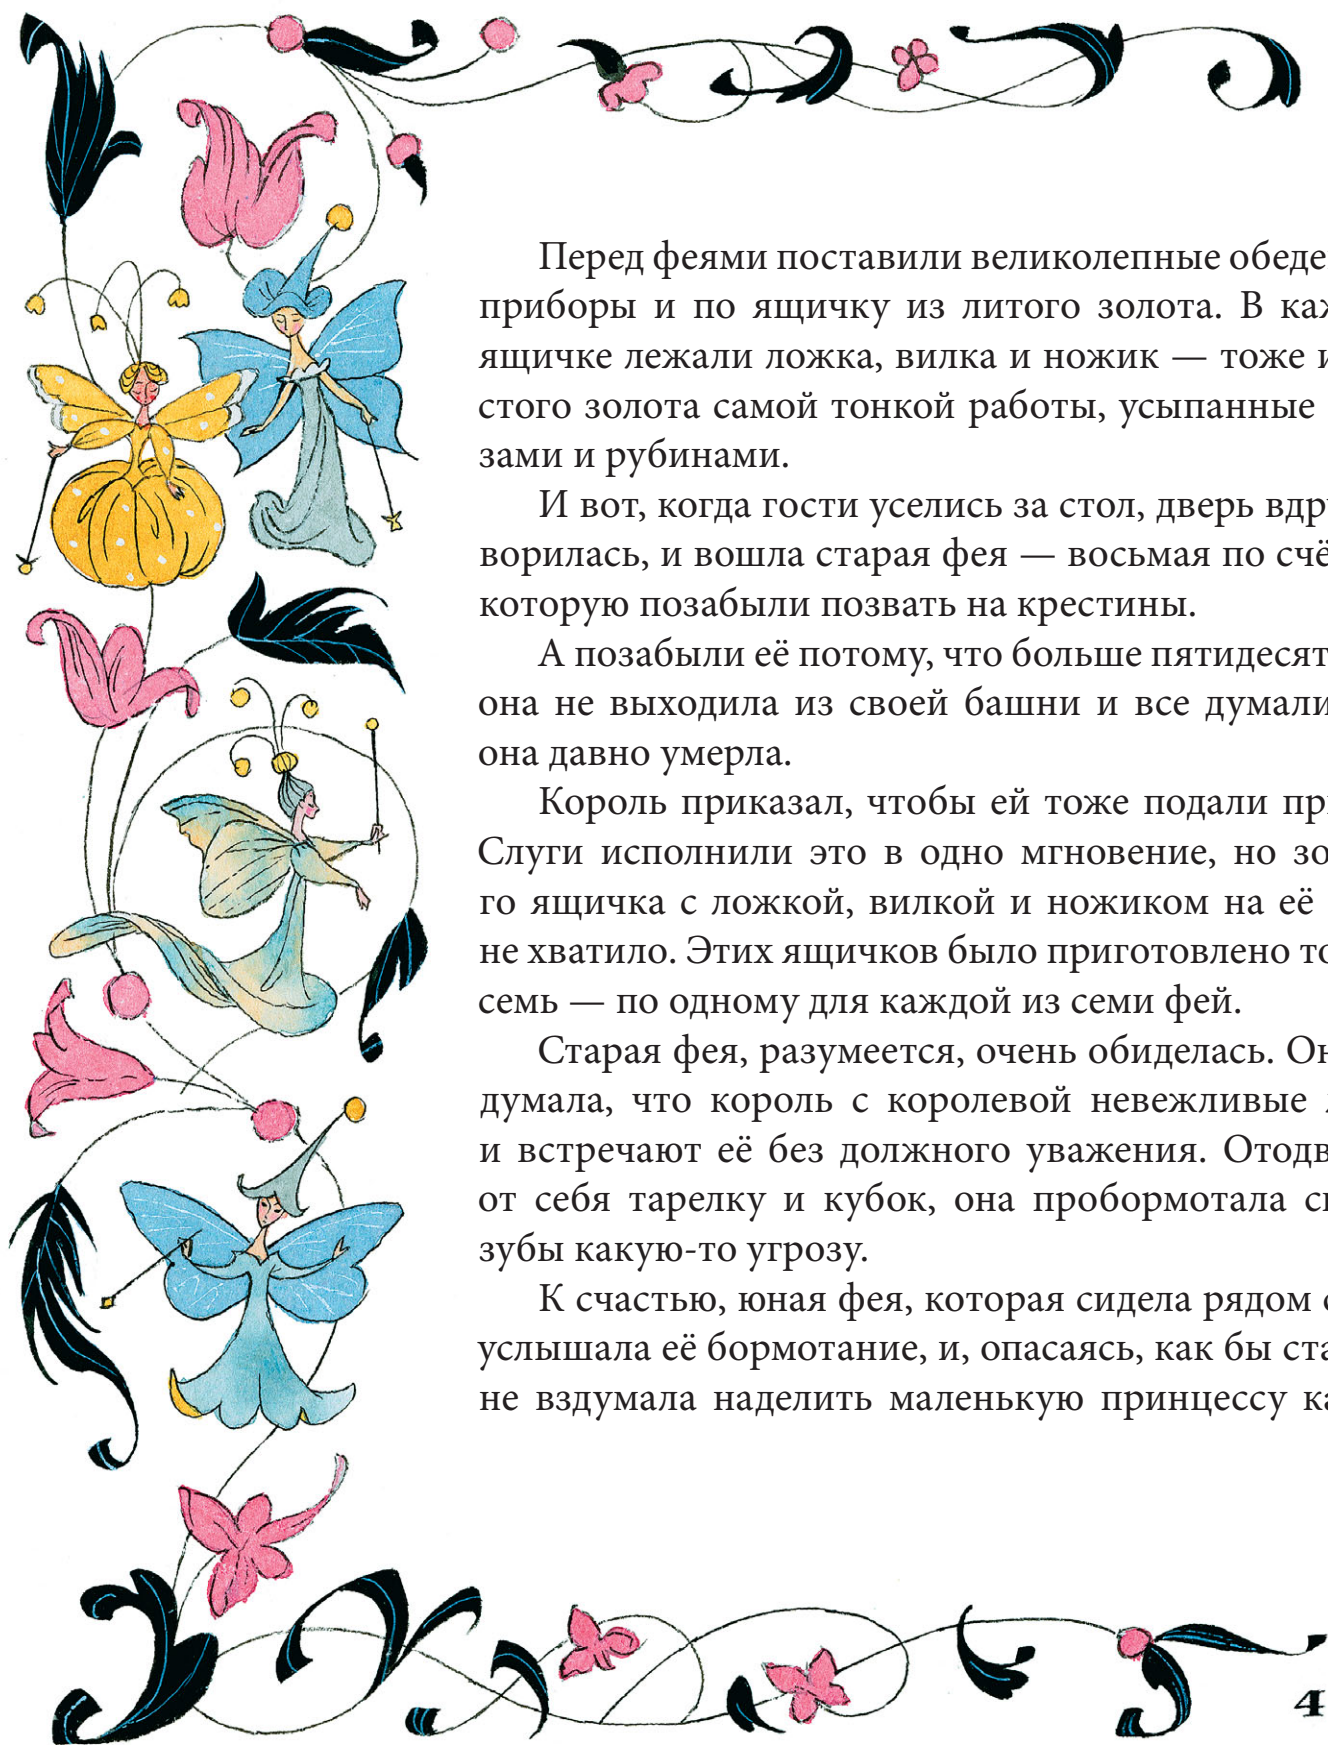 Перед феями поставили великолепные обеде
приборы и по ящичку из литого золота. В каж
ящичке лежали ложка, вилка и ножик — тоже и
стого золота самой тонкой работы, усыпанные
зами и рубинами.
И вот, когда гости уселись за стол, дверь вдр
ворилась, и вошла старая фея — восьмая по счё
которую позабыли позвать на крестины.
А позабыли её потому, что больше пятидесят
она не выходила из своей башни и все думали
она давно умерла.
Король приказал, чтобы ей тоже подали при
Слуги исполнили это в одно мгновение, но зо
го ящичка с ложкой, вилкой и ножиком на её
не хватило. Этих ящичков было приготовлено то
семь — по одному для каждой из семи фей.
Старая фея, разумеется, очень обиделась. Он
думала, что король с королевой невежливые
и встречают её без должного уважения. Отодв
от себя тарелку и кубок, она пробормотала ск
зубы какую-то угрозу.
К счастью, юная фея, которая сидела рядом с
услышала её бормотание, и, опасаясь, как бы ста
не вздумала наделить маленькую принцессу ка
4